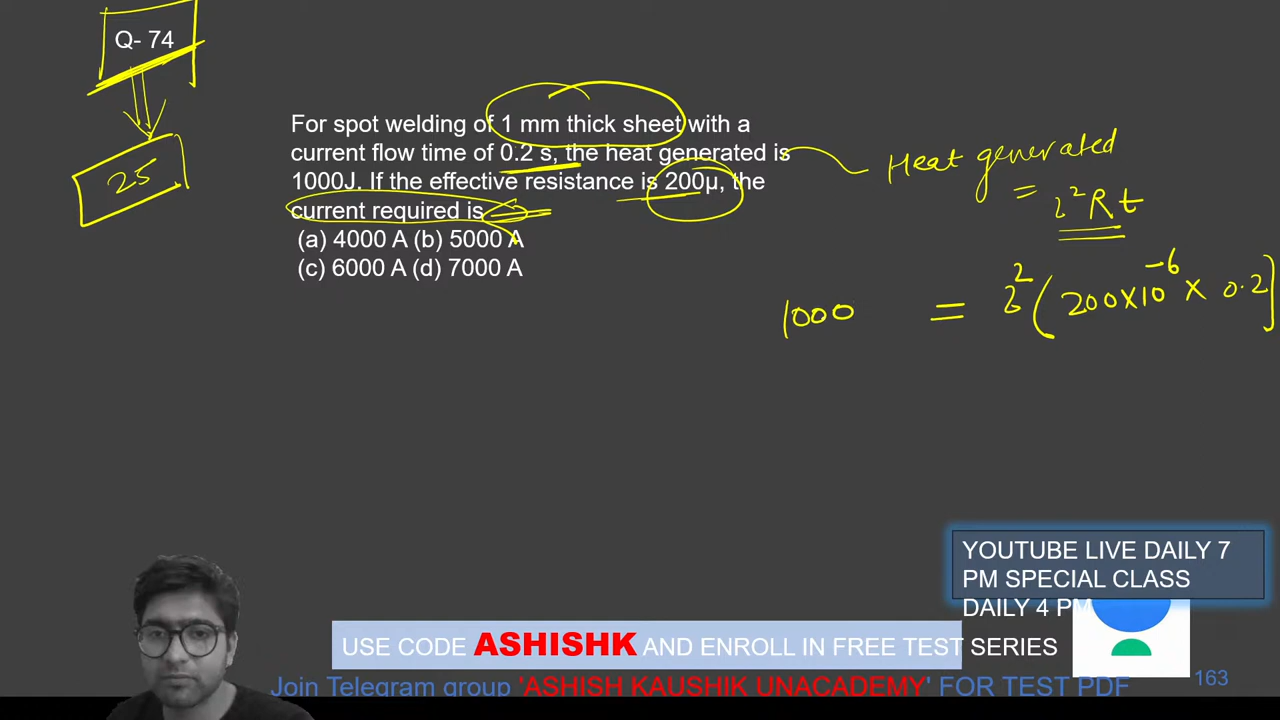 Q- 74
25
For spot welding of 1 mm thick sheet with a
current flow time of 0.2 s, the heat generated is
1000J. If the effective resistance is 200µ, the
current required is
(a) 4000 A (b) 5000 A
(c) 6000 A (d) 7000 A
Heat generated
= i²Rt
1000 = i²(200×10⁻⁶ × 0.2)
YOUTUBE LIVE DAILY 7
PM SPECIAL CLASS
DAILY 4 PM
USE CODE ASHISHK AND ENROLL IN FREE TEST SERIES
Join Telegram group 'ASHISH KAUSHIK UNACADEMY' FOR TEST PDF
163